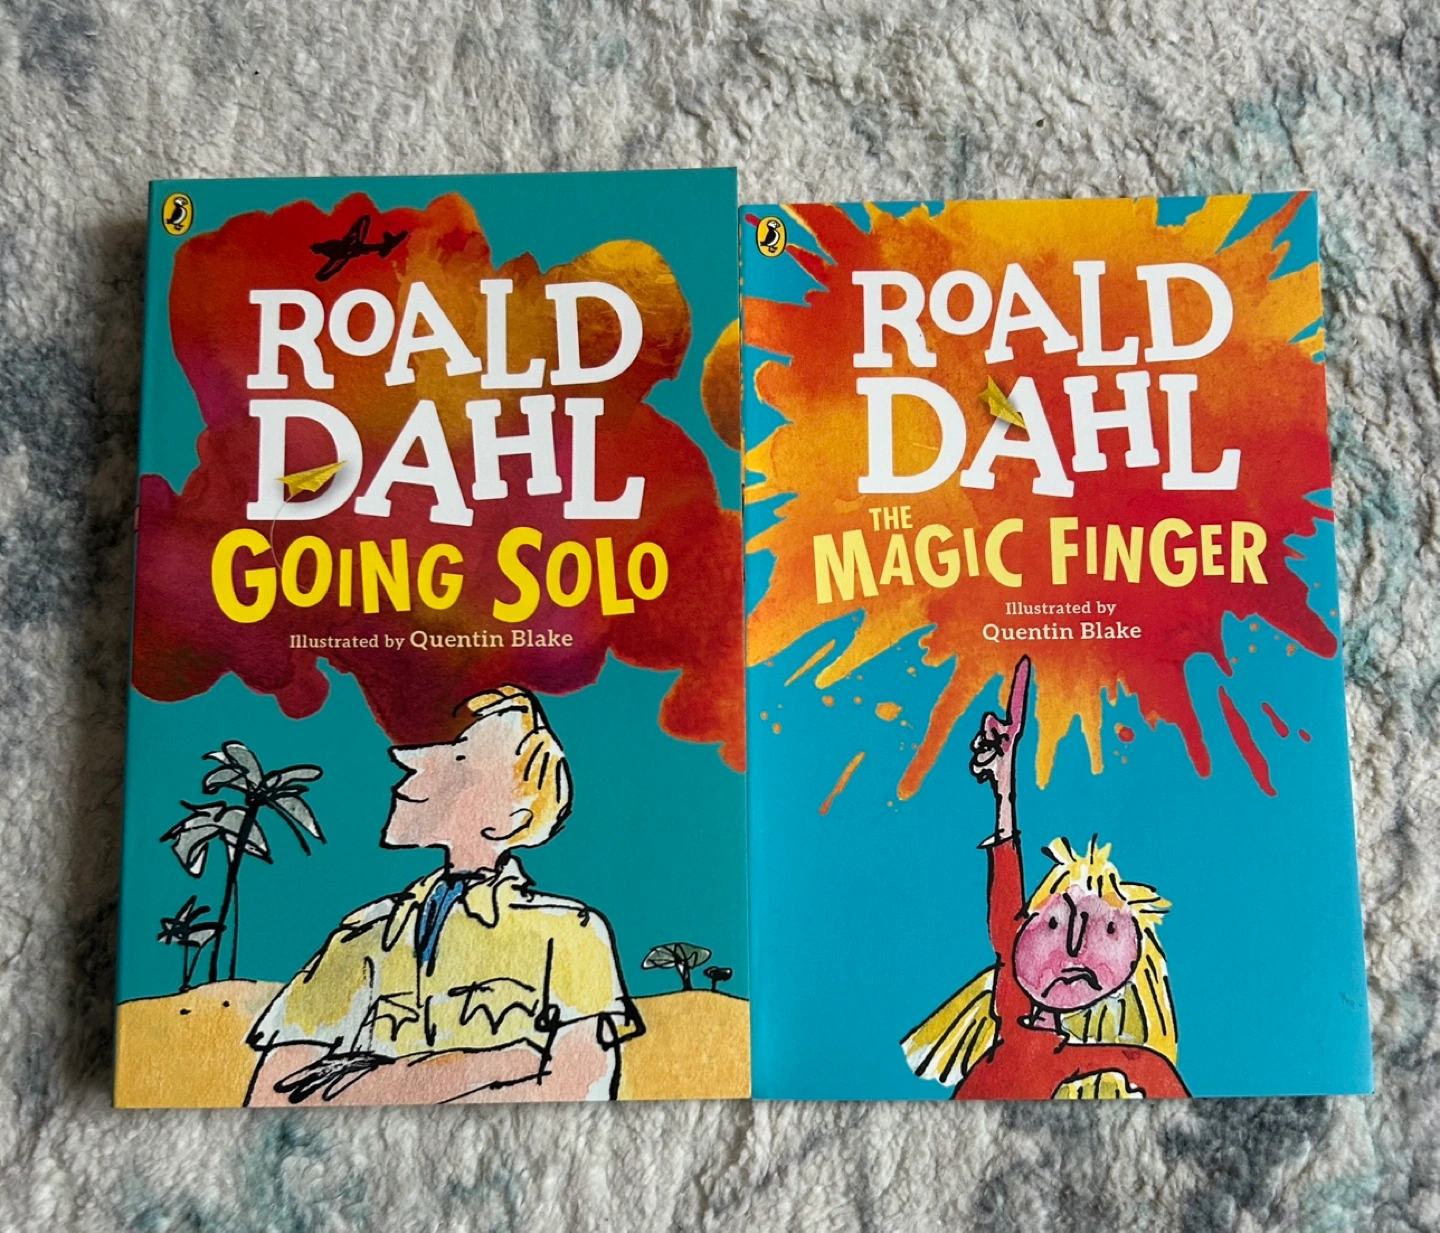 ROALD
DAHL
GOING SOLO
Illustrated by Quentin Blake
ROALD
DAHL
THE
MAGIC FINGER
Illustrated by
Quentin Blake